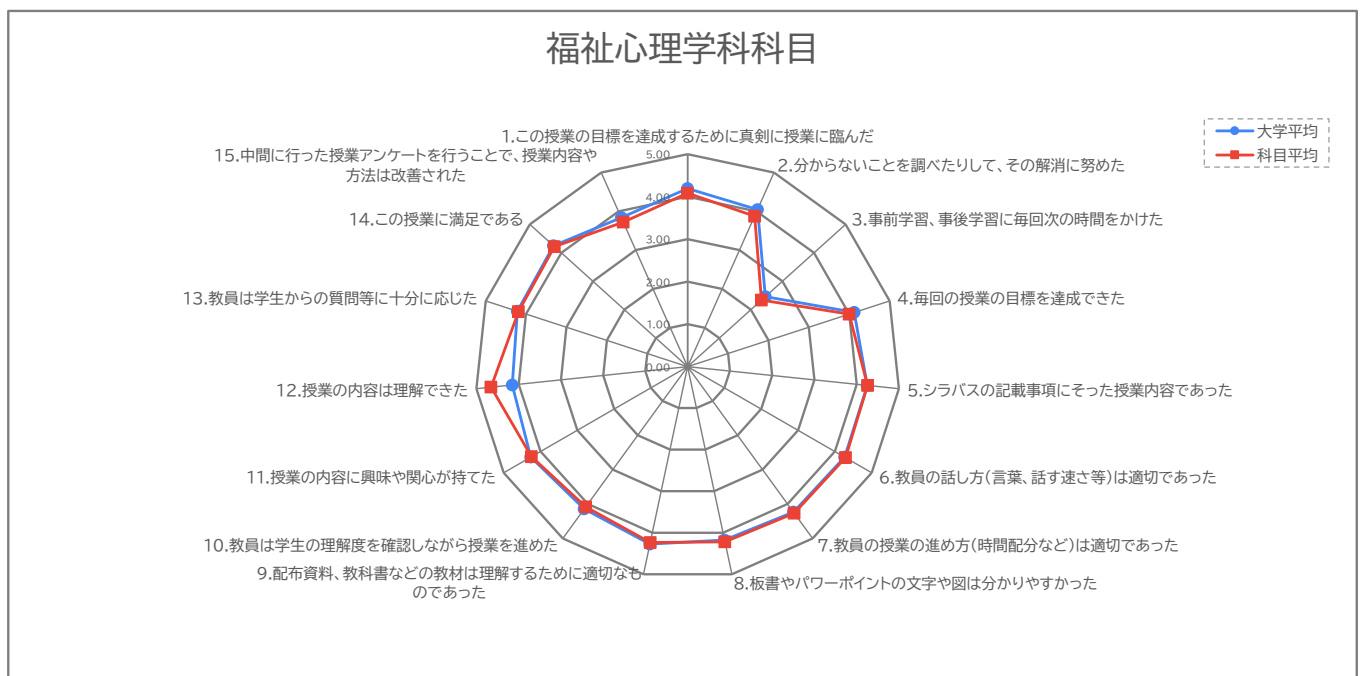 福祉心理学科科目
大学平均
科目平均
1.この授業の目標を達成するために真剣に授業に臨んだ
2.分からないことを調べたりして、その解消に努めた
3.事前学習、事後学習に毎回次の時間をかけた
4.毎回の授業の目標を達成できた
5.シラバスの記載事項にそった授業内容であった
6.教員の話し方(言葉、話す速さ等)は適切であった
7.教員の授業の進め方(時間配分など)は適切であった
8.板書やパワーポイントの文字や図は分かりやすかった
9.配布資料、教科書などの教材は理解するために適切なも
のであった
10.教員は学生の理解度を確認しながら授業を進めた
11.授業の内容に興味や関心が持てた
12.授業の内容は理解できた
13.教員は学生からの質問等に十分に応じた
14.この授業に満足である
15.中間に行った授業アンケートを行うことで、授業内容や
方法は改善された
5.00
4.00
3.00
2.00
1.00
0.00